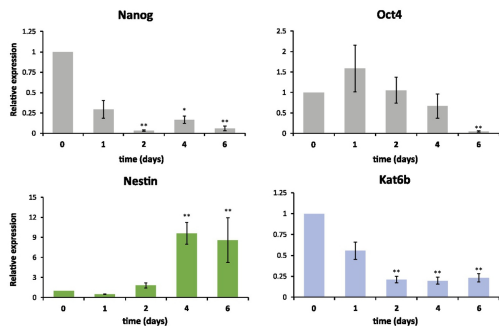 Nanog
Relative expression
1.25
1
0.75
0.5
0.25
0
**
*
**
0 1 2 4 6
time (days)
Oct4
2.5
2
1.5
1
0.5
0
**
0 1 2 4 6
time (days)
Nestin
Relative expression
15
12
9
6
3
0
**
**
0 1 2 4 6
time (days)
Kat6b
1.25
1
0.75
0.5
0.25
0
**
**
**
0 1 2 4 6
time (days)